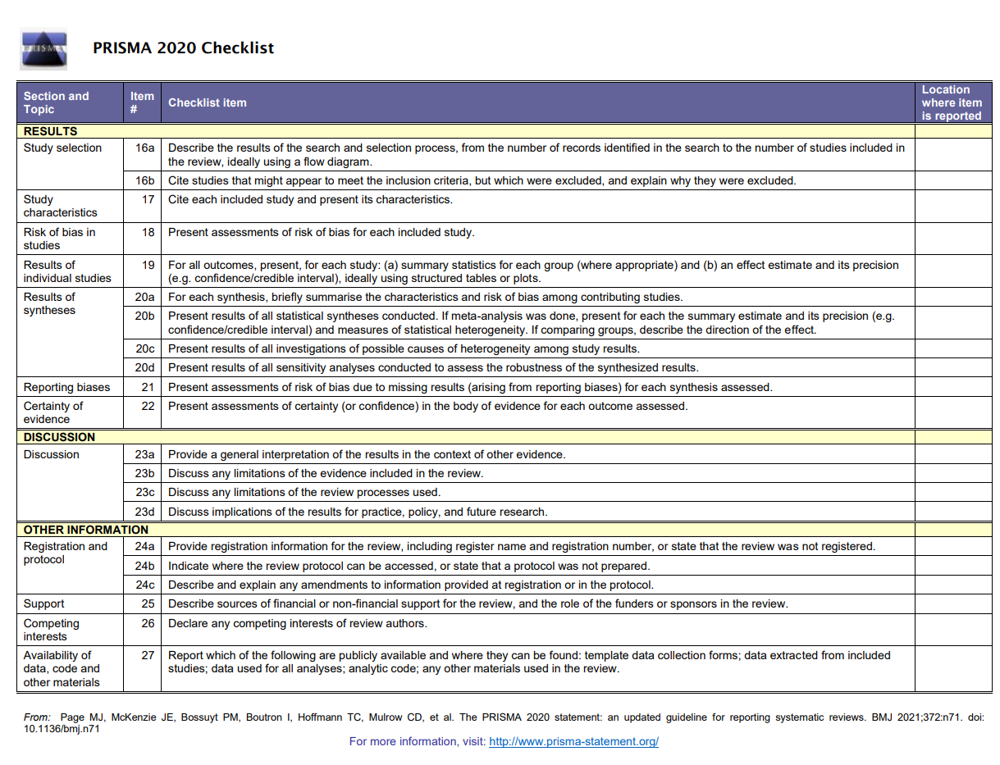 PRISMA
PRISMA 2020 Checklist
Section and
Topic
Item
#
Checklist item
Location
where item
is reported
RESULTS
Study selection
16a
Describe the results of the search and selection process, from the number of records identified in the search to the number of studies included in
the review, ideally using a flow diagram.
16b
Cite studies that might appear to meet the inclusion criteria, but which were excluded, and explain why they were excluded.
Study
characteristics
17
Cite each included study and present its characteristics.
Risk of bias in
studies
18
Present assessments of risk of bias for each included study.
Results of
individual studies
19
For all outcomes, present, for each study: (a) summary statistics for each group (where appropriate) and (b) an effect estimate and its precision
(e.g. confidence/credible interval), ideally using structured tables or plots.
Results of
syntheses
20a
For each synthesis, briefly summarise the characteristics and risk of bias among contributing studies.
20b
Present results of all statistical syntheses conducted. If meta-analysis was done, present for each the summary estimate and its precision (e.g.
confidence/credible interval) and measures of statistical heterogeneity. If comparing groups, describe the direction of the effect.
20c
Present results of all investigations of possible causes of heterogeneity among study results.
20d
Present results of all sensitivity analyses conducted to assess the robustness of the synthesized results.
Reporting biases
21
Present assessments of risk of bias due to missing results (arising from reporting biases) for each synthesis assessed.
Certainty of
evidence
22
Present assessments of certainty (or confidence) in the body of evidence for each outcome assessed.
DISCUSSION
Discussion
23a
Provide a general interpretation of the results in the context of other evidence.
23b
Discuss any limitations of the evidence included in the review.
23c
Discuss any limitations of the review processes used.
23d
Discuss implications of the results for practice, policy, and future research.
OTHER INFORMATION
Registration and
protocol
24a
Provide registration information for the review, including register name and registration number, or state that the review was not registered.
24b
Indicate where the review protocol can be accessed, or state that a protocol was not prepared.
24c
Describe and explain any amendments to information provided at registration or in the protocol.
Support
25
Describe sources of financial or non-financial support for the review, and the role of the funders or sponsors in the review.
Competing
interests
26
Declare any competing interests of review authors.
Availability of
data, code and
other materials
27
Report which of the following are publicly available and where they can be found: template data collection forms; data extracted from included
studies; data used for all analyses; analytic code; any other materials used in the review.
From: Page MJ, McKenzie JE, Bossuyt PM, Boutron I, Hoffmann TC, Mulrow CD, et al. The PRISMA 2020 statement: an updated guideline for reporting systematic reviews. BMJ 2021;372:n71. doi:
10.1136/bmj.n71
For more information, visit: http://www.prisma-statement.org/